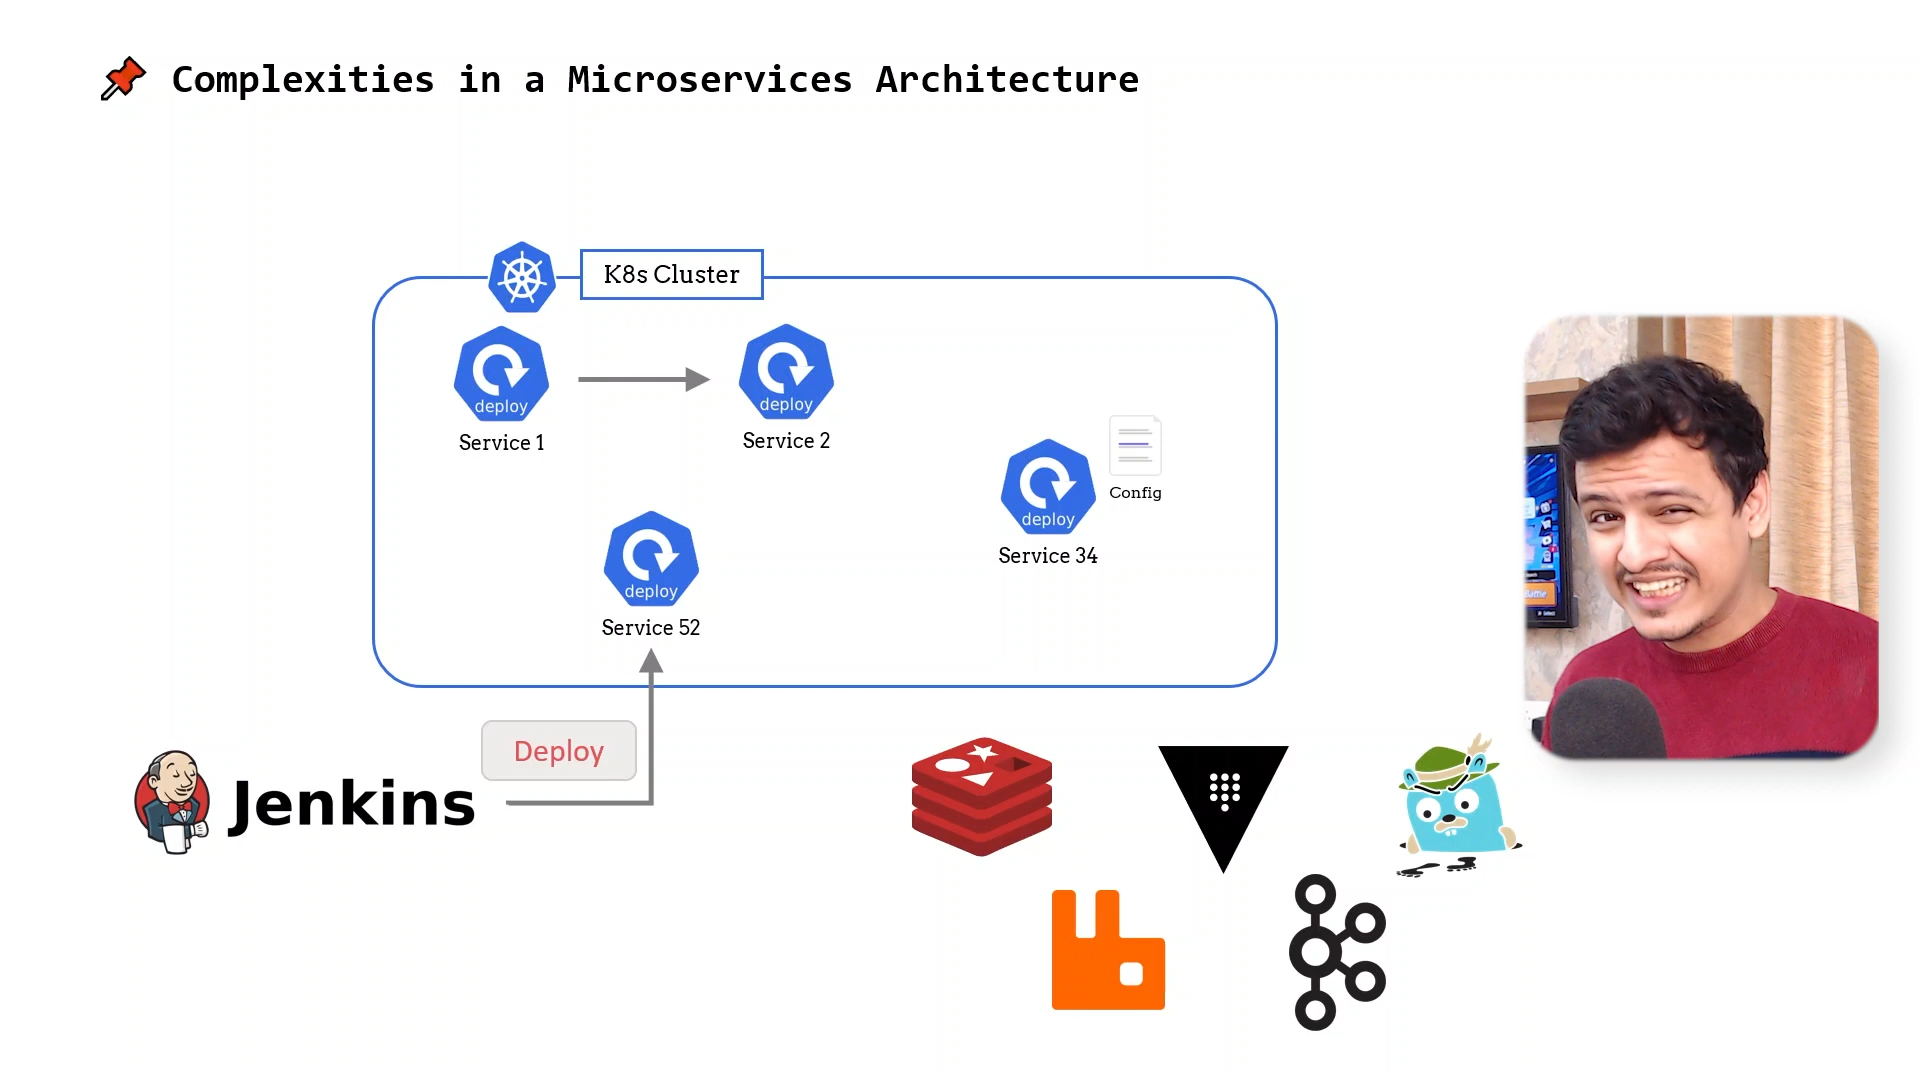 Complexities in a Microservices Architecture
K8s Cluster
deploy
Service 1
deploy
Service 2
deploy
Service 34
Config
deploy
Service 52
Deploy
Jenkins